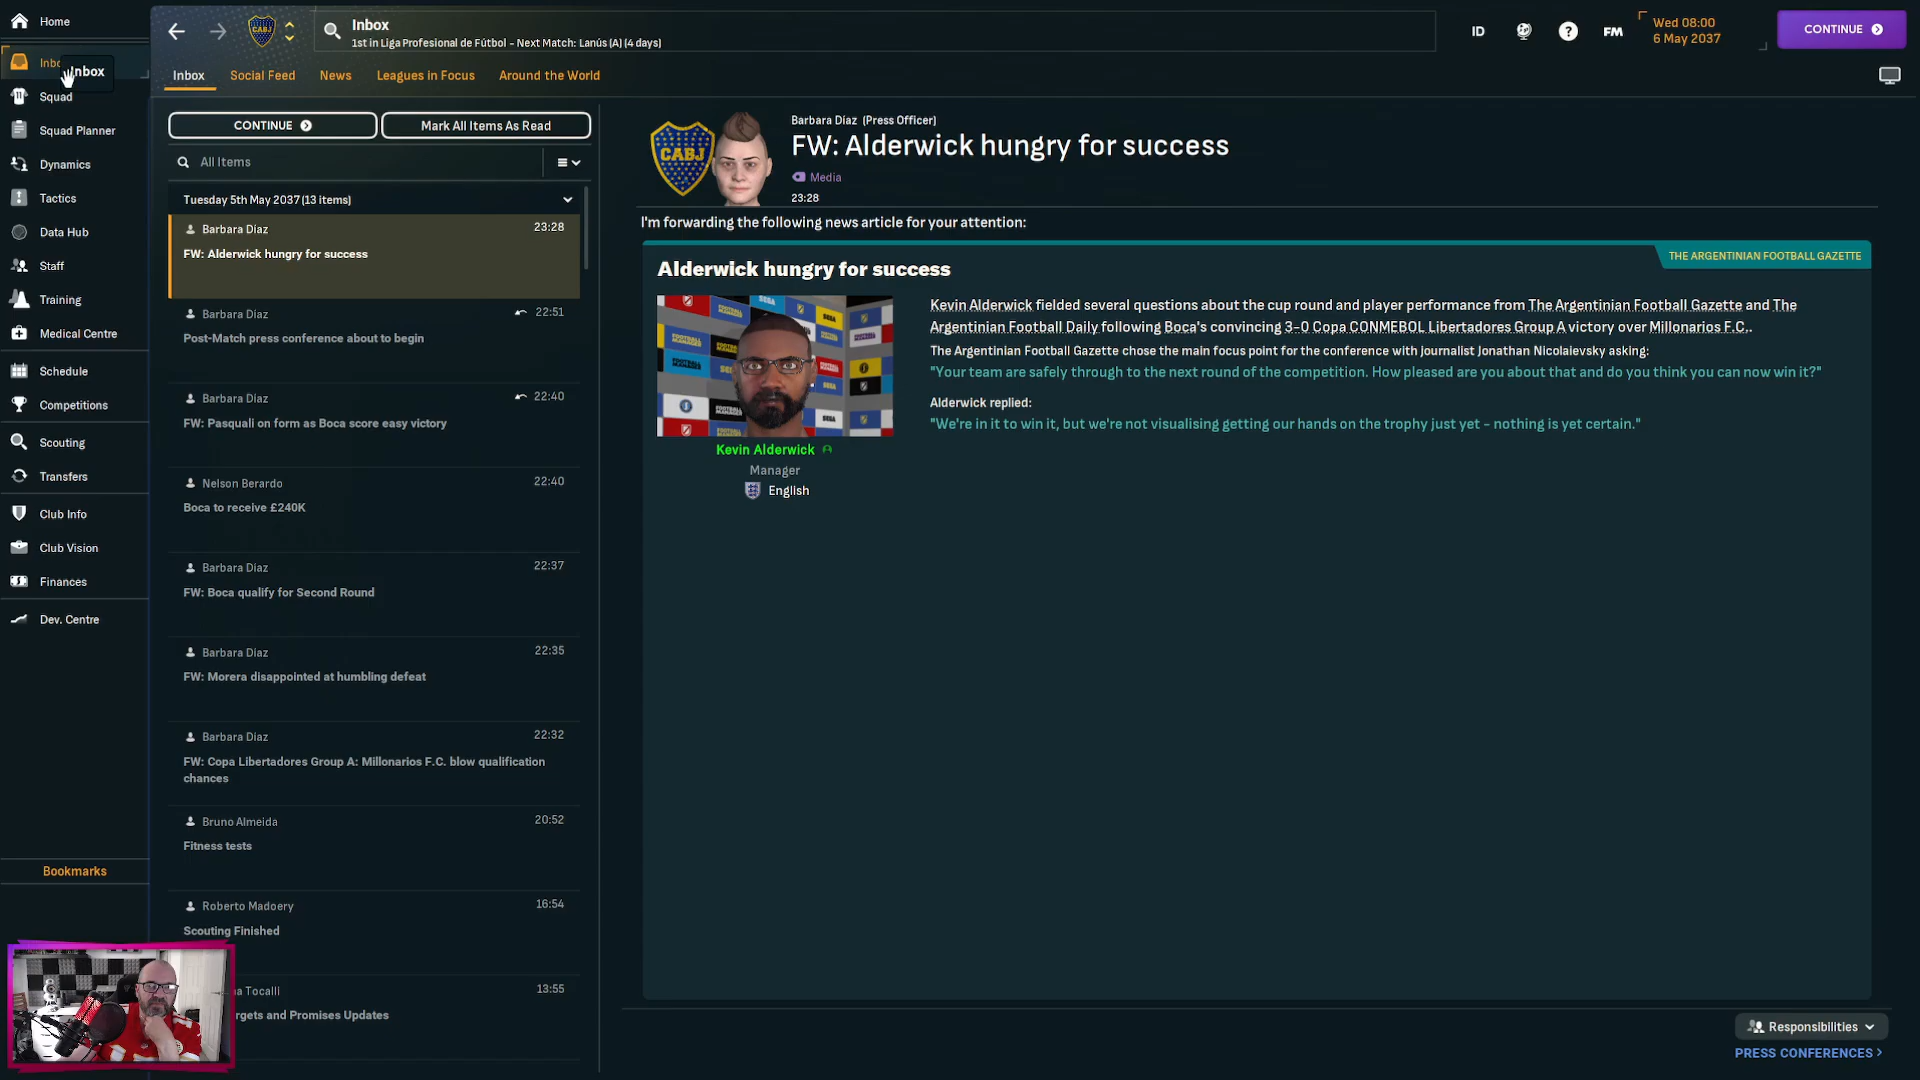 Home
Inbox
Inbox
Squad
Squad Planner
Dynamics
Tactics
Data Hub
Staff
Training
Medical Centre
Schedule
Competitions
Scouting
Transfers
Club Info
Club Vision
Finances
Dev. Centre
Bookmarks
CABJ
Inbox
1st in Liga Profesional de Fútbol - Next Match: Lanús (A) (4 days)
ID
FM
Wed 08:00
6 May 2037
CONTINUE
Inbox
Social Feed
News
Leagues in Focus
Around the World
CONTINUE
Mark All Items As Read
All Items
Tuesday 5th May 2037 (13 items)
Barbara Díaz
23:28
FW: Alderwick hungry for success
Barbara Díaz
22:51
Post-Match press conference about to begin
Barbara Díaz
22:40
FW: Pasquali on form as Boca score easy victory
Nelson Berardo
22:40
Boca to receive £240K
Barbara Díaz
22:37
FW: Boca qualify for Second Round
Barbara Díaz
22:35
FW: Morera disappointed at humbling defeat
Barbara Díaz
22:32
FW: Copa Libertadores Group A: Millonarios F.C. blow qualification
chances
Bruno Almeida
20:52
Fitness tests
Roberto Madoery
16:54
Scouting Finished
na Tocalli
13:55
rgets and Promises Updates
CABJ
Barbara Díaz (Press Officer)
FW: Alderwick hungry for success
Media
23:28
I'm forwarding the following news article for your attention:
THE ARGENTINIAN FOOTBALL GAZETTE
Alderwick hungry for success
Kevin Alderwick fielded several questions about the cup round and player performance from The Argentinian Football Gazette and The
Argentinian Football Daily following Boca's convincing 3-0 Copa CONMEBOL Libertadores Group A victory over Millonarios F.C..
The Argentinian Football Gazette chose the main focus point for the conference with journalist Jonathan Nicolaievsky asking:
"Your team are safely through to the next round of the competition. How pleased are you about that and do you think you can now win it?"
Alderwick replied:
"We're in it to win it, but we're not visualising getting our hands on the trophy just yet - nothing is yet certain."
Kevin Alderwick
Manager
English
Responsibilities
PRESS CONFERENCES >